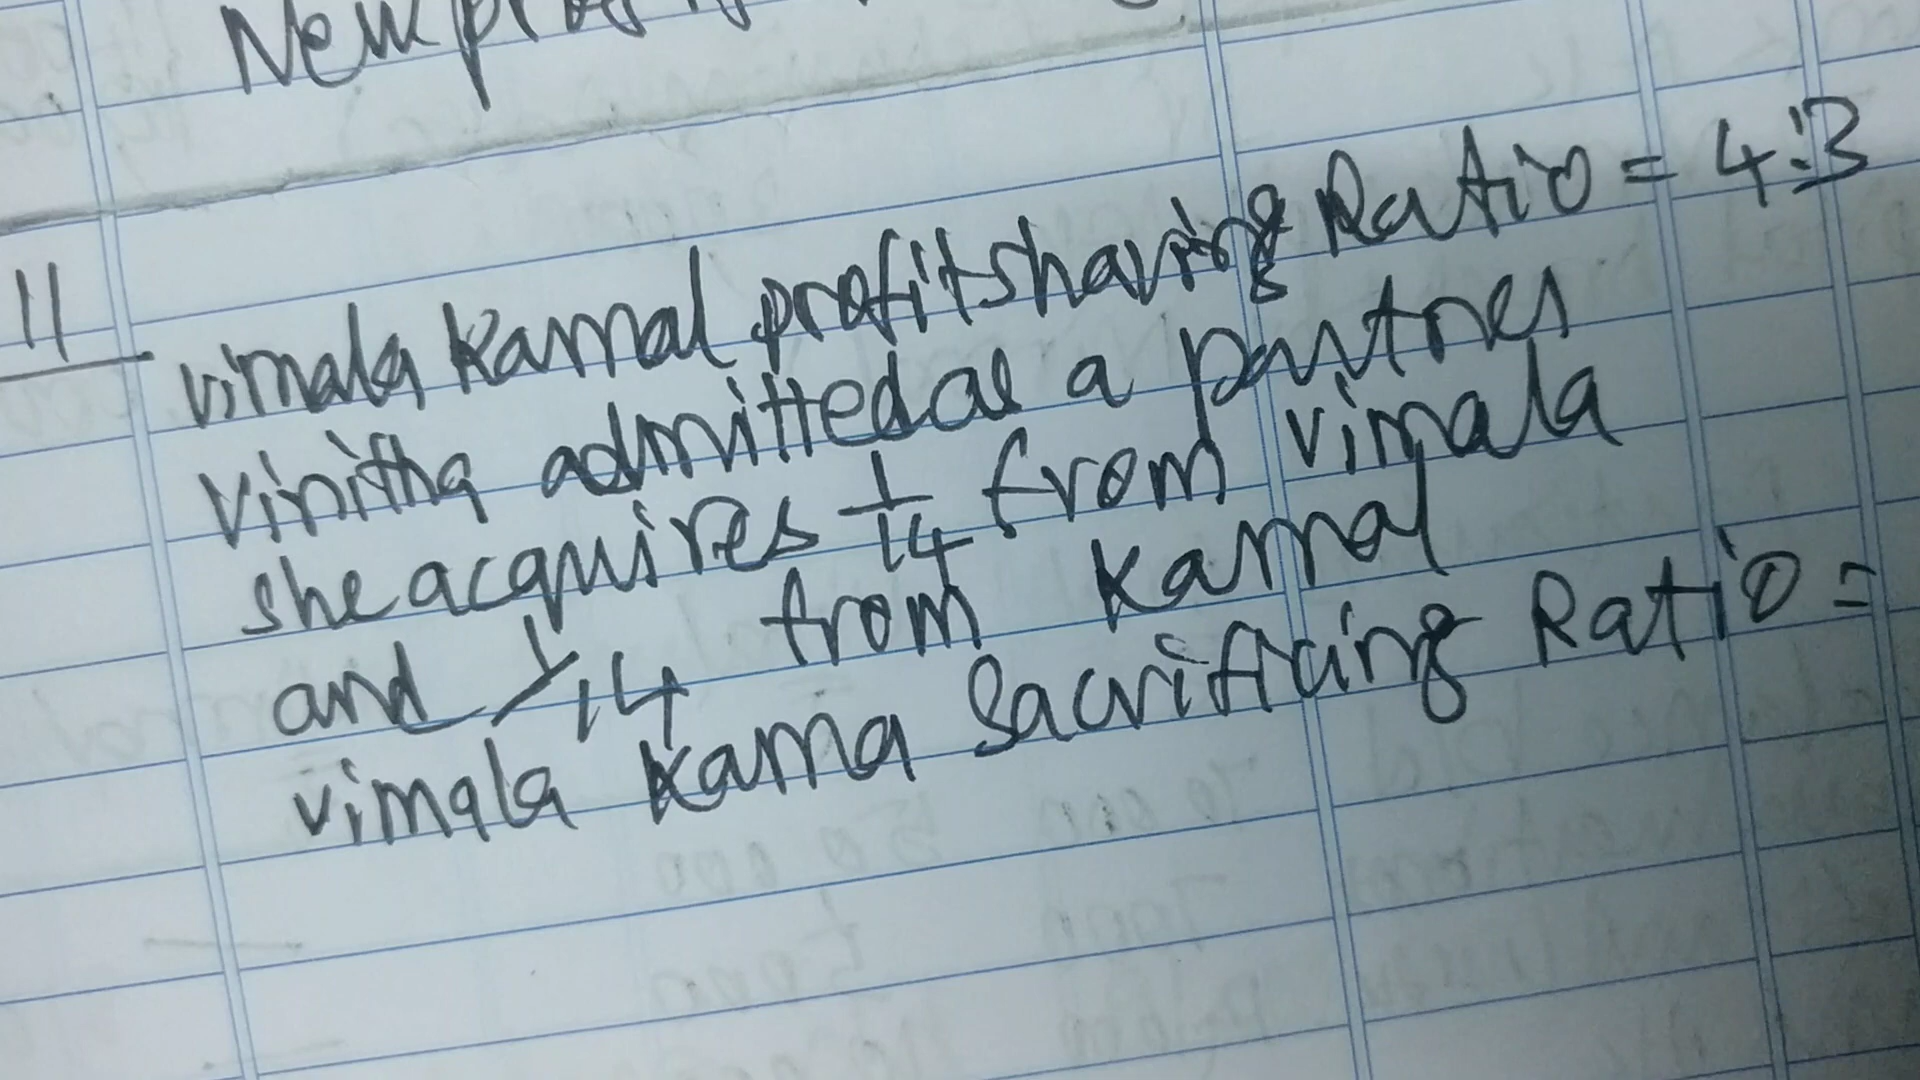 New
11
vimala, Kamal profitsharing Ratio = 4:3
vinitha admitted as a partner
she acquires 1/14 from vimala
and 1/14 from Kamal
vimala Kama Sacrificing Ratio =